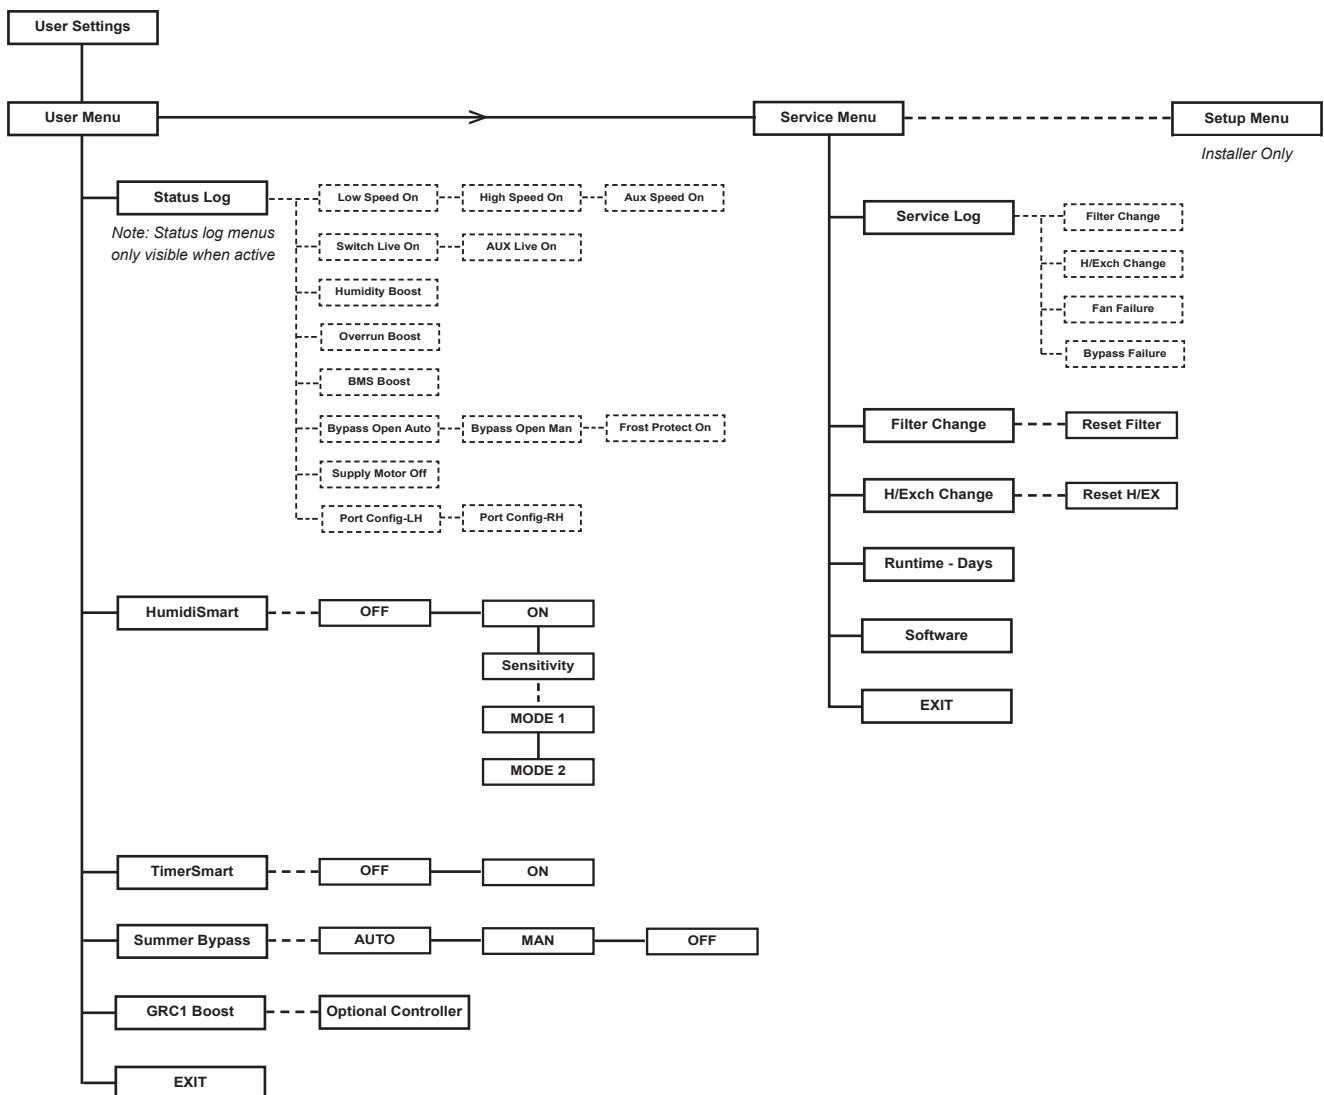 User Settings
User Menu
Service Menu
Setup Menu
Installer Only
Status Log
Note: Status log menus
only visible when active
Low Speed On
High Speed On
Aux Speed On
Switch Live On
AUX Live On
Humidity Boost
Overrun Boost
BMS Boost
Bypass Open Auto
Bypass Open Man
Frost Protect On
Supply Motor Off
Port Config-LH
Port Config-RH
HumidiSmart
OFF
ON
Sensitivity
MODE 1
MODE 2
TimerSmart
OFF
ON
Summer Bypass
AUTO
MAN
OFF
GRC1 Boost
Optional Controller
EXIT
Service Log
Filter Change
H/Exch Change
Fan Failure
Bypass Failure
Filter Change
Reset Filter
H/Exch Change
Reset H/EX
Runtime - Days
Software
EXIT